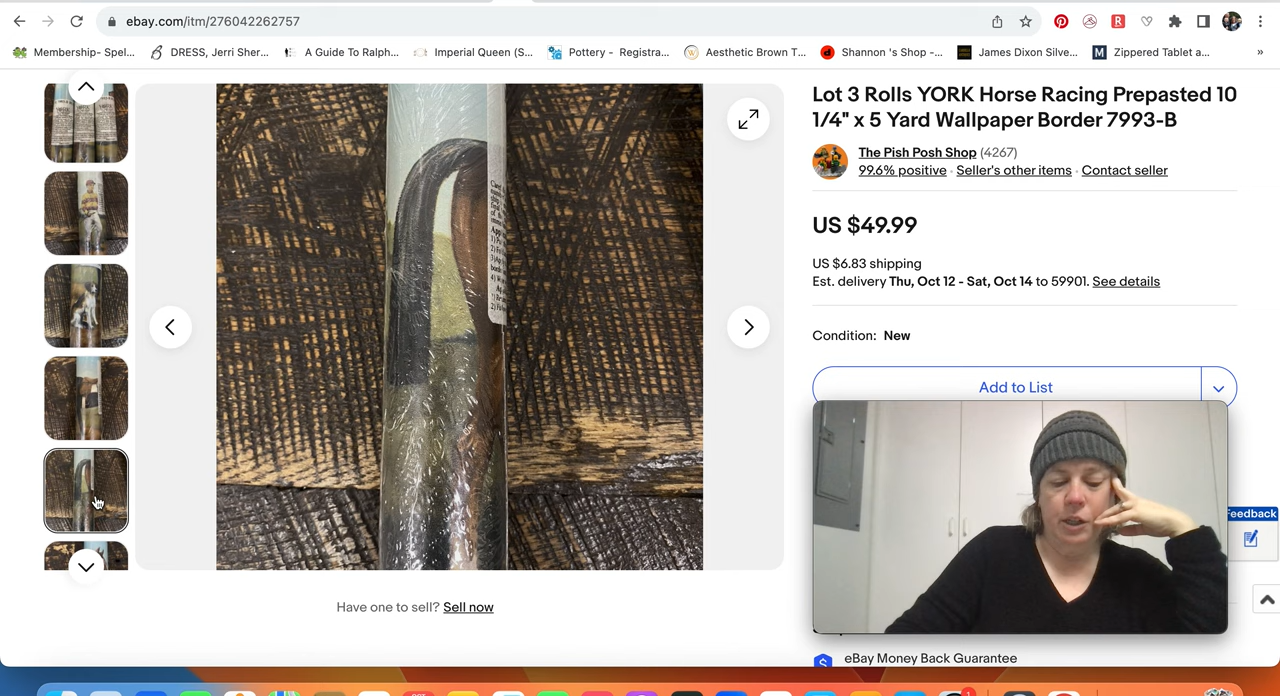 ebay.com/itm/276042262757
Membership- Spel...
DRESS, Jerri Sher...
A Guide To Ralph...
Imperial Queen (S...
Pottery - Registra...
Aesthetic Brown T...
Shannon 's Shop -...
James Dixon Silve...
Zippered Tablet a...
»
Lot 3 Rolls YORK Horse Racing Prepasted 10
1/4" x 5 Yard Wallpaper Border 7993-B
The Pish Posh Shop (4267)
99.6% positive · Seller's other items · Contact seller
US $49.99
US $6.83 shipping
Est. delivery Thu, Oct 12 - Sat, Oct 14 to 59901. See details
Condition: New
Add to List
Feedback
Have one to sell? Sell now
eBay Money Back Guarantee